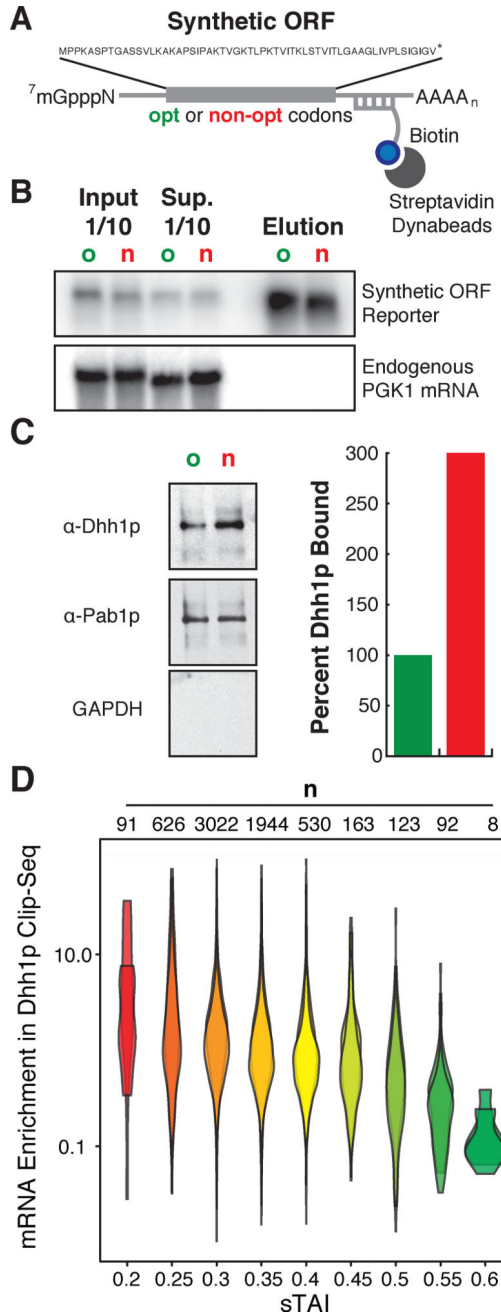 A
Synthetic ORF
MPPKASPTGASSVLKAKAPSIPAKTVGKTLPKTVITKLSTVITLGAAGLIVPLSIGIGV*
7mGpppN
AAAAn
opt or non-opt codons
Biotin
Streptavidin
Dynabeads
B
Input Sup.
1/10 1/10 Elution
o n o n o n
Synthetic ORF
Reporter
Endogenous
PGK1 mRNA
C
o n
α-Dhh1p
α-Pab1p
GAPDH
Percent Dhh1p Bound
300
250
200
150
100
50
0
D
n
91 626 3022 1944 530 163 123 92 8
mRNA Enrichment in Dhh1p Clip-Seq
10.0
0.1
0.2 0.25 0.3 0.35 0.4 0.45 0.5 0.55 0.6
sTAI